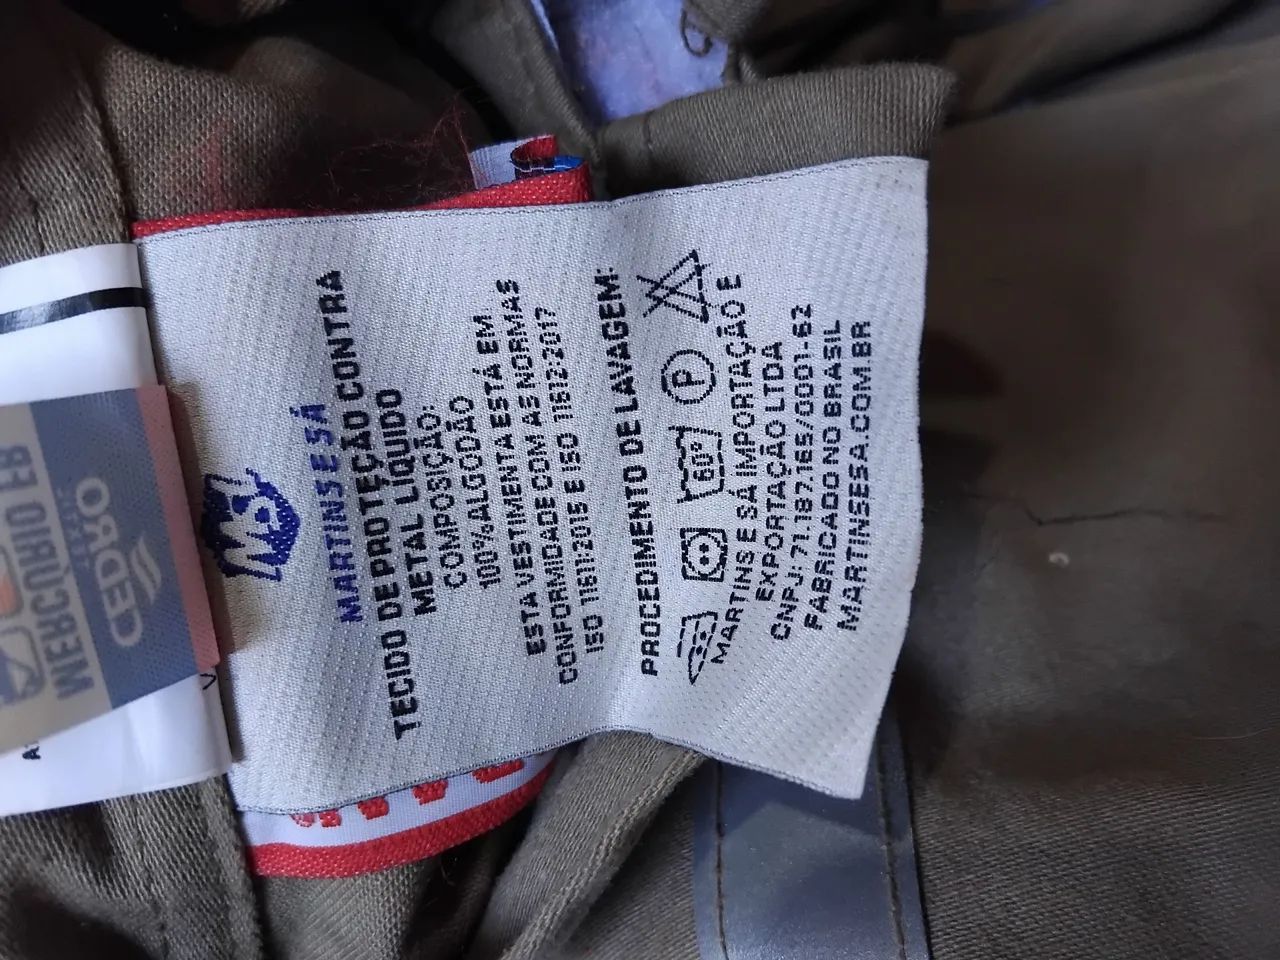 MS
MARTINS E SÁ
TECIDO DE PROTEÇÃO CONTRA
METAL LÍQUIDO
COMPOSIÇÃO:
100% ALGODÃO
ESTA VESTIMENTA ESTÁ EM
CONFORMIDADE COM AS NORMAS
ISO 11611:2015 E ISO 11612:2017
PROCEDIMENTO DE LAVAGEM:
60° P
MARTINS E SÁ IMPORTAÇÃO E
EXPORTAÇÃO LTDA
CNPJ: 71.187.165/0001-62
FABRICADO NO BRASIL
MARTINSESA.COM.BR
CEDRO